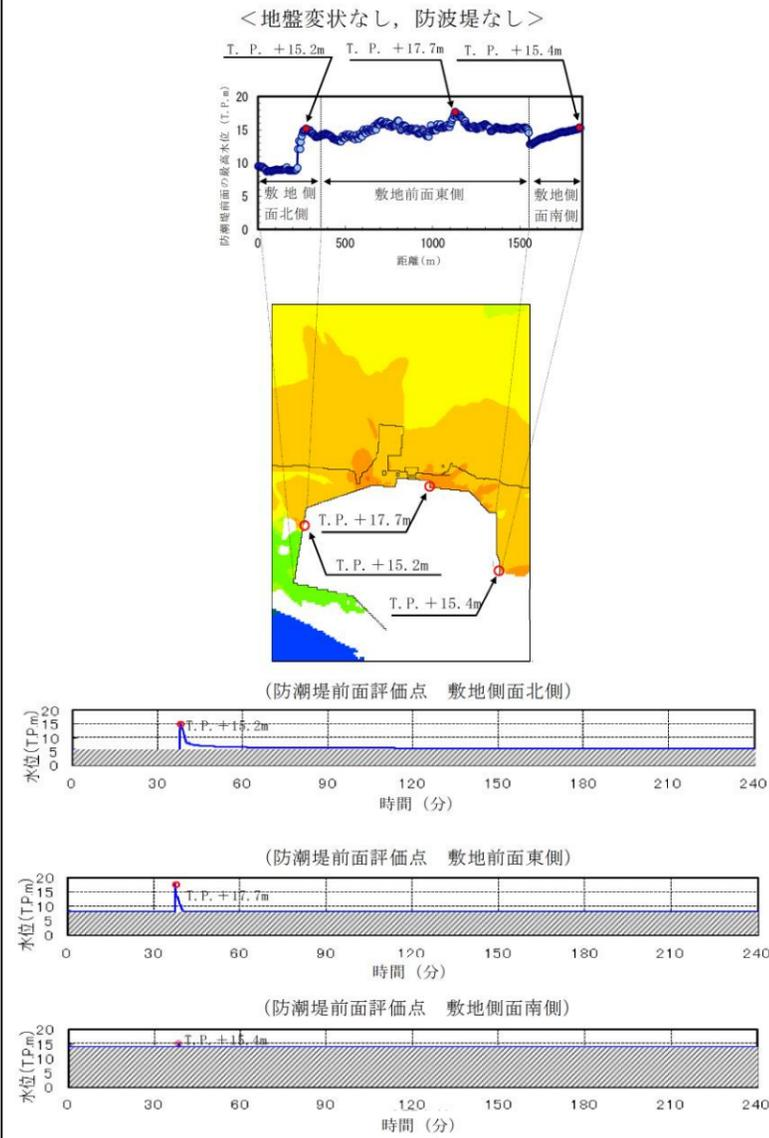 ＜地盤変状なし，防波堤なし＞
T. P. +15.2m T. P. +17.7m T. P. +15.4m
防潮堤前面の最高水位 (T.P.m)
20
15
10
5
0
敷地側面北側
敷地前面東側
敷地側面南側
0 500 1000 1500
距離(m)
T.P.+17.7m
T.P.+15.2m
T.P.+15.4m
(防潮堤前面評価点　敷地側面北側)
水位(T.P.m)
20
15
10
5
0
T.P.+15.2m
0 30 60 90 120 150 180 210 240
時間（分）
(防潮堤前面評価点　敷地前面東側)
水位(T.P.m)
20
15
10
5
0
T.P.+17.7m
0 30 60 90 120 150 180 210 240
時間（分）
(防潮堤前面評価点　敷地側面南側)
水位(T.P.m)
20
15
10
5
0
T.P.+15.4m
0 30 60 90 120 150 180 210 240
時間（分）